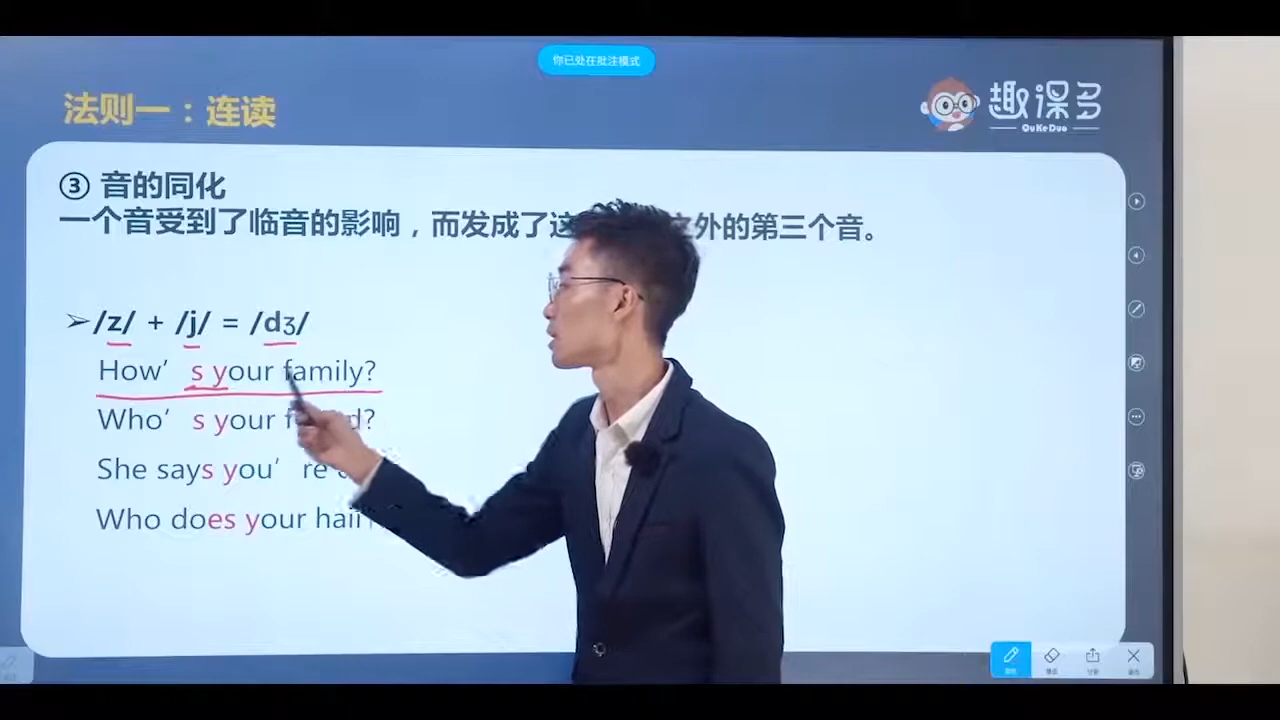 你已处在批注模式
法则一：连读
趣课多
QuKeDuo
③ 音的同化
一个音受到了临音的影响，而发成了这 之外的第三个音。
➢/z/ + /j/ = /dʒ/
How's your family?
Who's your
She says you're
Who does your hair